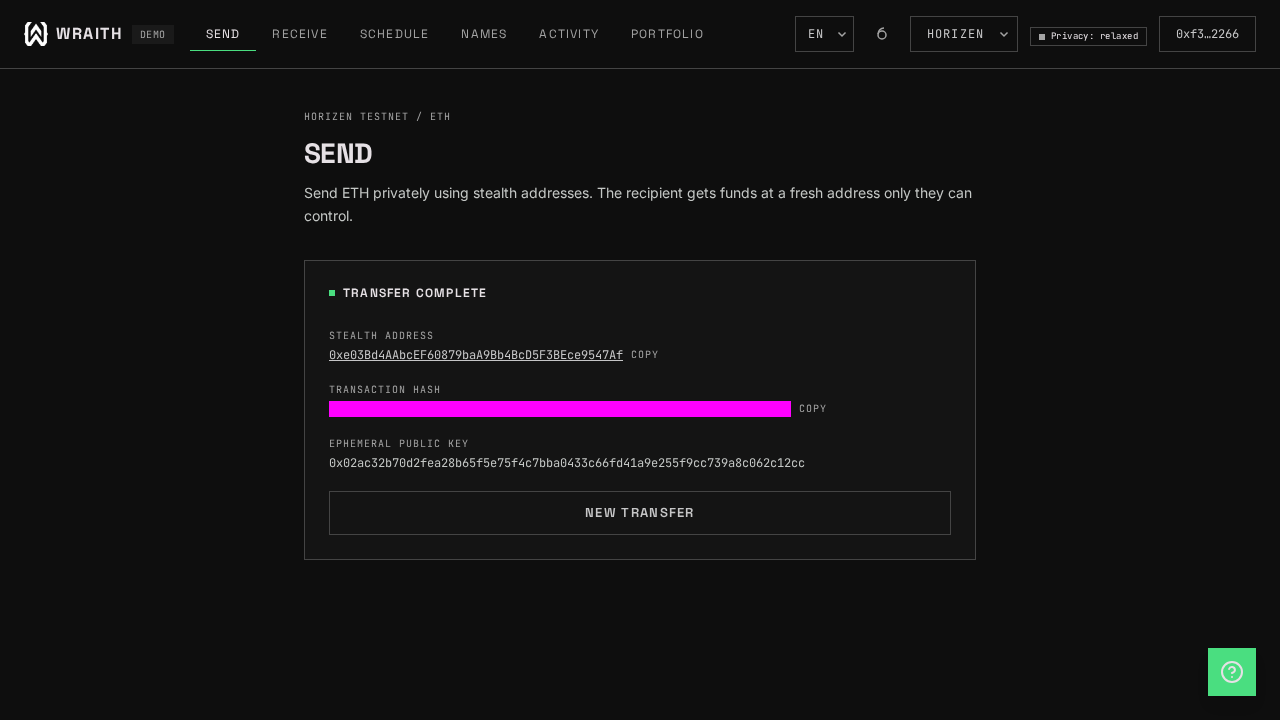 WRAITH DEMO SEND RECEIVE SCHEDULE NAMES ACTIVITY PORTFOLIO EN HORIZEN Privacy: relaxed 0xf3…2266
HORIZEN TESTNET / ETH
SEND
Send ETH privately using stealth addresses. The recipient gets funds at a fresh address only they can
control.
TRANSFER COMPLETE
STEALTH ADDRESS
0xe03Bd4AAbcEF60879baA9Bb4BcD5F3BEce9547Af COPY
TRANSACTION HASH
COPY
EPHEMERAL PUBLIC KEY
0x02ac32b70d2fea28b65f5e75f4c7bba0433c66fd41a9e255f9cc739a8c062c12cc
NEW TRANSFER